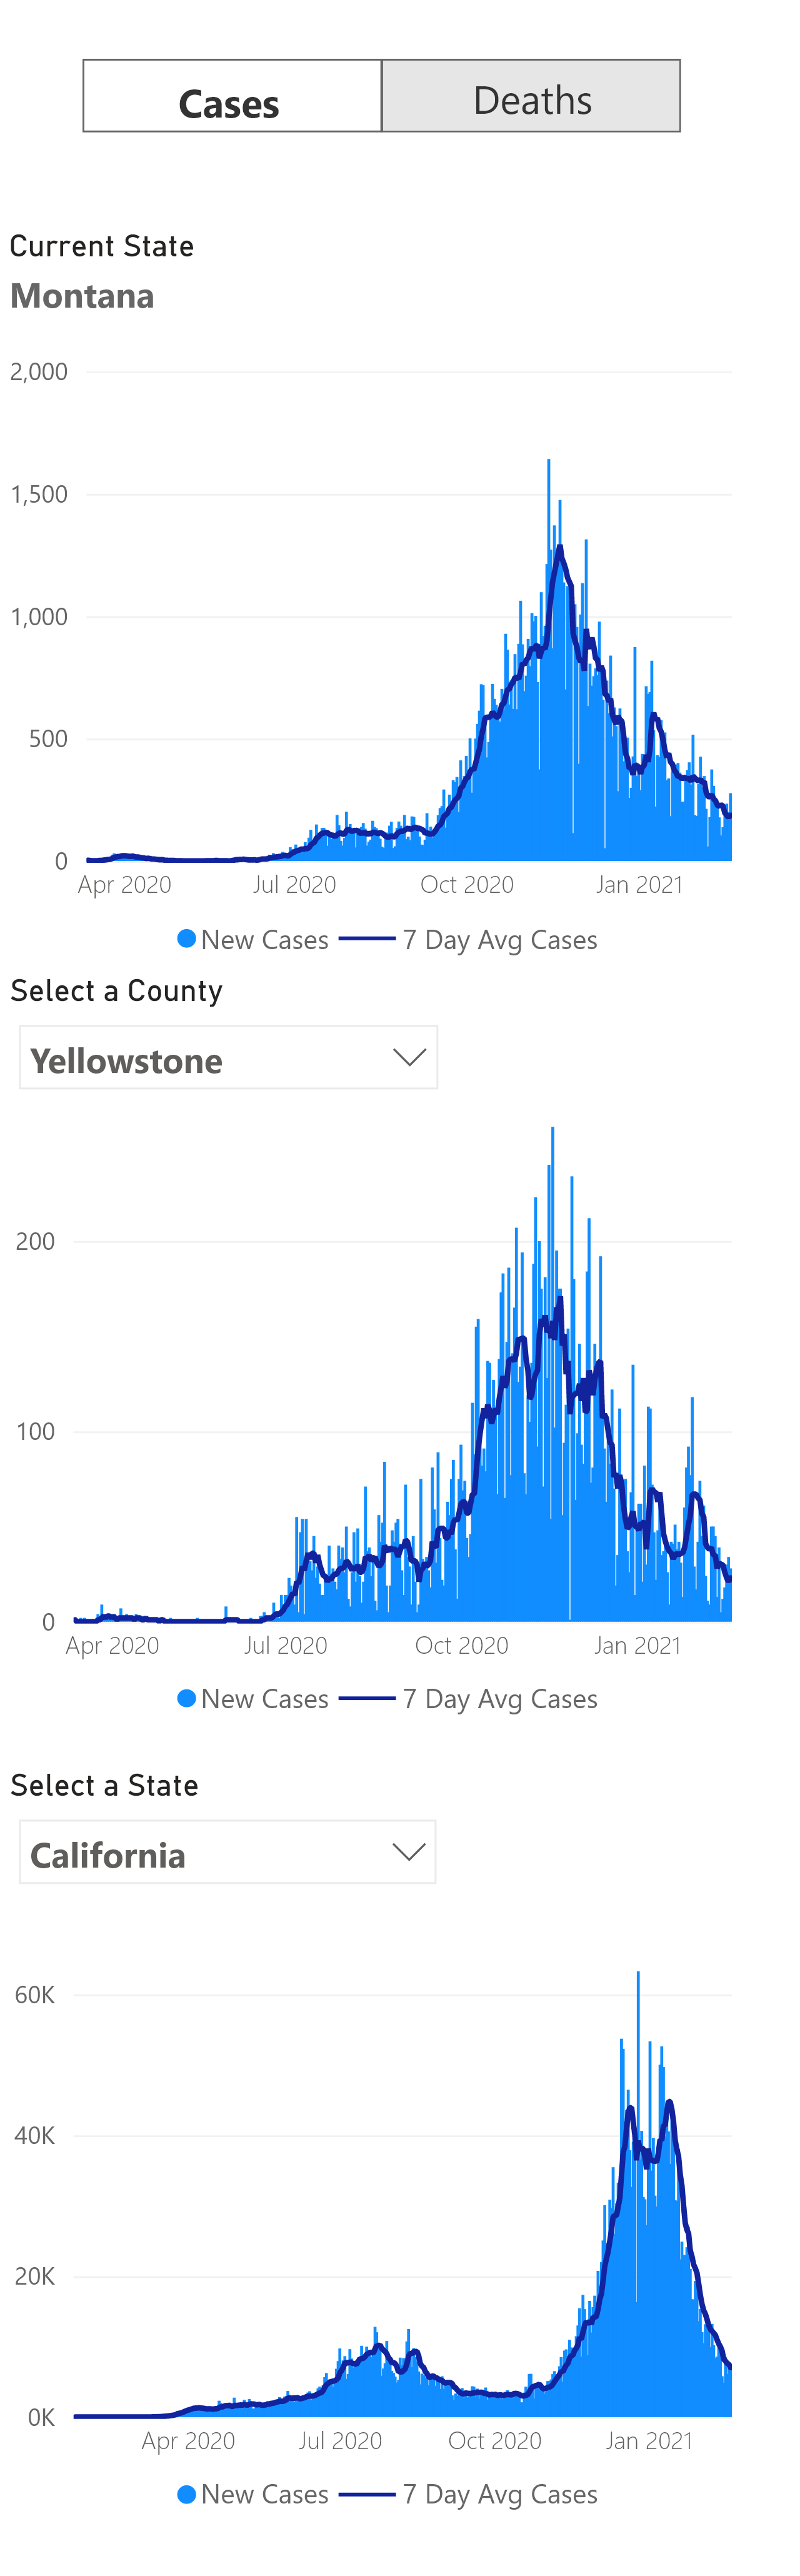 Cases Deaths
Current State
Montana
2,000
1,500
1,000
500
0
Apr 2020 Jul 2020 Oct 2020 Jan 2021
New Cases 7 Day Avg Cases
Select a County
Yellowstone
200
100
0
Apr 2020 Jul 2020 Oct 2020 Jan 2021
New Cases 7 Day Avg Cases
Select a State
California
60K
40K
20K
0K
Apr 2020 Jul 2020 Oct 2020 Jan 2021
New Cases 7 Day Avg Cases